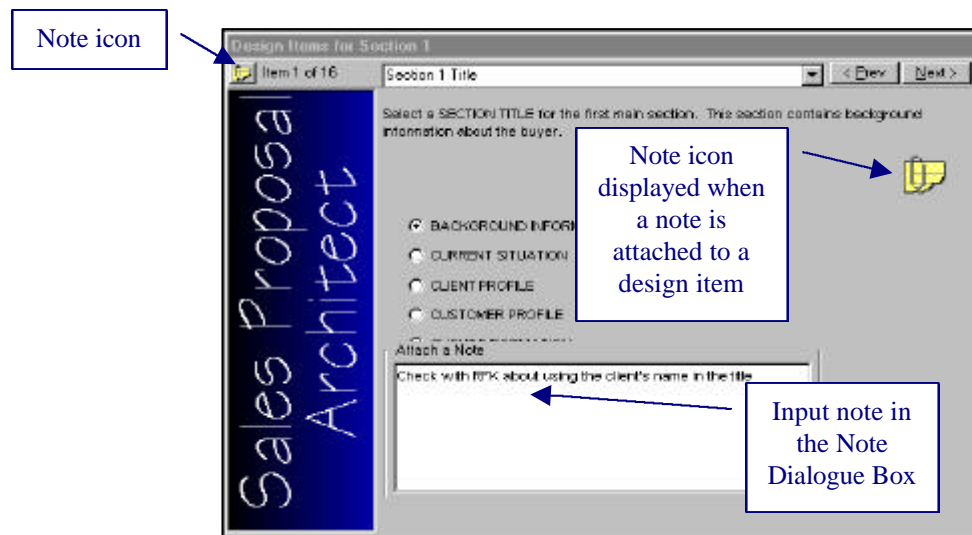 Note icon
Design Items for Section 1
Item 1 of 16
Section 1 Title
< Prev
Next >
Select a SECTION TITLE for the first main section. This section contains background
information about the buyer.
Note icon
displayed when
a note is
attached to a
design item
BACKGROUND INFORM
CURRENT SITUATION
CLIENT PROFILE
CUSTOMER PROFILE
Attach a Note
Check with RFK about using the client's name in the title
Input note in
the Note
Dialogue Box
Sales Proposal
Architect